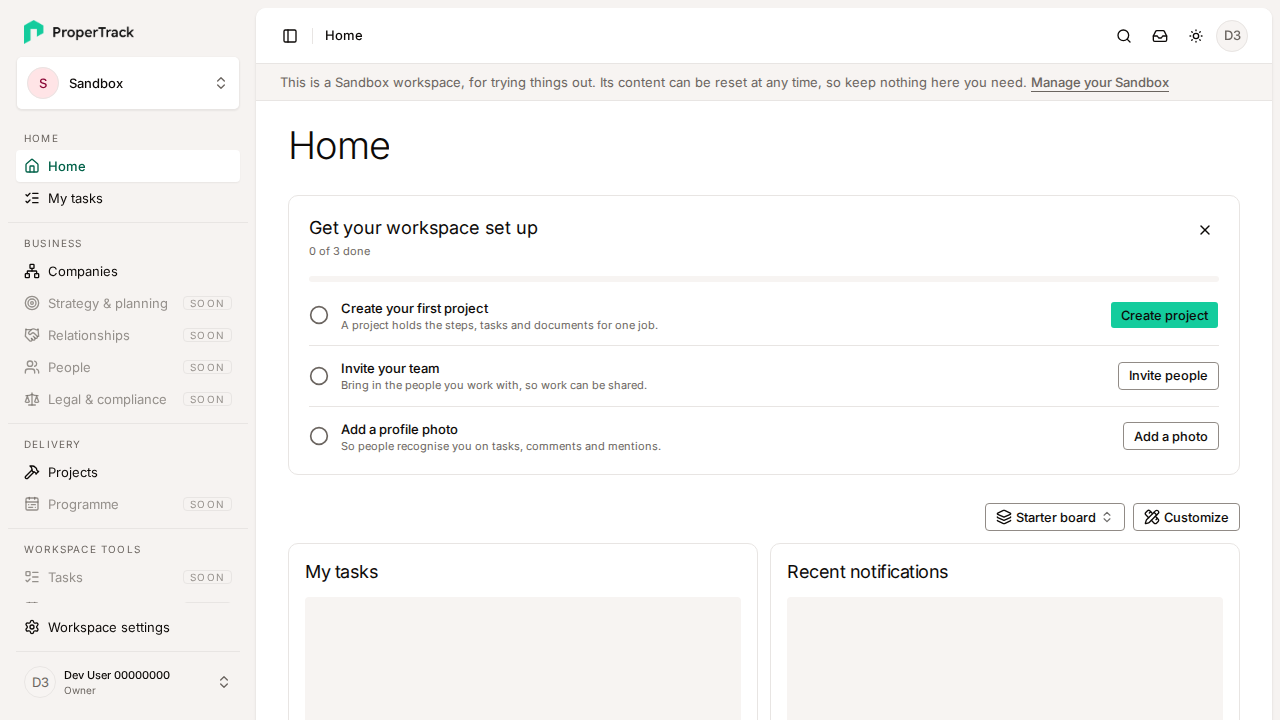 ProperTrack
S
Sandbox
HOME
Home
My tasks
BUSINESS
Companies
Strategy & planning SOON
Relationships SOON
People SOON
Legal & compliance SOON
DELIVERY
Projects
Programme SOON
WORKSPACE TOOLS
Tasks SOON
Workspace settings
D3
Dev User 00000000
Owner
Home
D3
This is a Sandbox workspace, for trying things out. Its content can be reset at any time, so keep nothing here you need. Manage your Sandbox
Home
Get your workspace set up
0 of 3 done
Create your first project
A project holds the steps, tasks and documents for one job.
Create project
Invite your team
Bring in the people you work with, so work can be shared.
Invite people
Add a profile photo
So people recognise you on tasks, comments and mentions.
Add a photo
Starter board
Customize
My tasks
Recent notifications